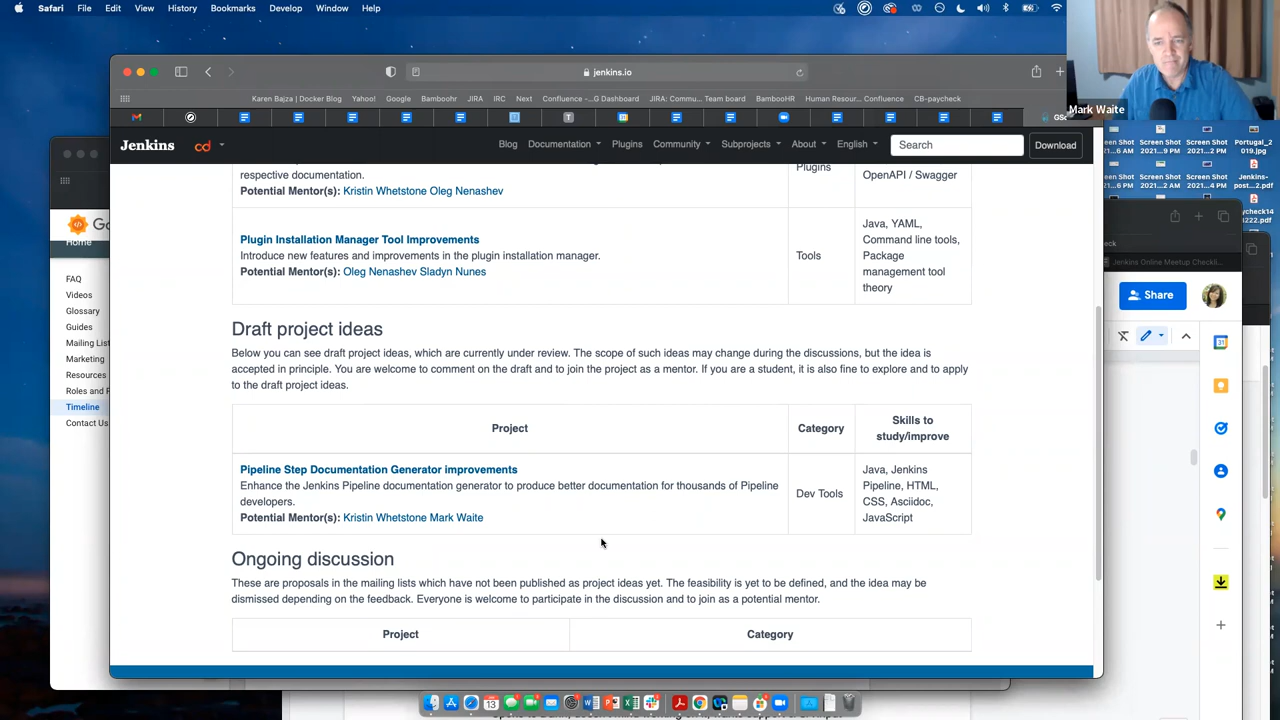 Safari File Edit View History Bookmarks Develop Window Help
Mark Waite
jenkins.io
Karen Bajza | Docker Blog Yahoo! Google Bamboohr JIRA IRC Next Confluence -...G Dashboard JIRA: Commu... Team board BambooHR Human Resour... Confluence CB-paycheck
Jenkins Blog Documentation Plugins Community Subprojects About English Search Download
respective documentation.
Potential Mentor(s): Kristin Whetstone Oleg Nenashev
Plugins
OpenAPI / Swagger
Plugin Installation Manager Tool Improvements
Introduce new features and improvements in the plugin installation manager.
Potential Mentor(s): Oleg Nenashev Sladyn Nunes
Tools
Java, YAML,
Command line tools,
Package
management tool
theory
Draft project ideas
Below you can see draft project ideas, which are currently under review. The scope of such ideas may change during the discussions, but the idea is
accepted in principle. You are welcome to comment on the draft and to join the project as a mentor. If you are a student, it is also fine to explore and to apply
to the draft project ideas.
Project
Category
Skills to
study/improve
Pipeline Step Documentation Generator improvements
Enhance the Jenkins Pipeline documentation generator to produce better documentation for thousands of Pipeline
developers.
Potential Mentor(s): Kristin Whetstone Mark Waite
Dev Tools
Java, Jenkins
Pipeline, HTML,
CSS, Asciidoc,
JavaScript
Ongoing discussion
These are proposals in the mailing lists which have not been published as project ideas yet. The feasibility is yet to be defined, and the idea may be
dismissed depending on the feedback. Everyone is welcome to participate in the discussion and to join as a potential mentor.
Project Category
Home
FAQ
Videos
Glossary
Guides
Mailing List
Marketing
Resources
Roles and R
Timeline
Contact Us
Jenkins Online Meetup Checkli...
Share